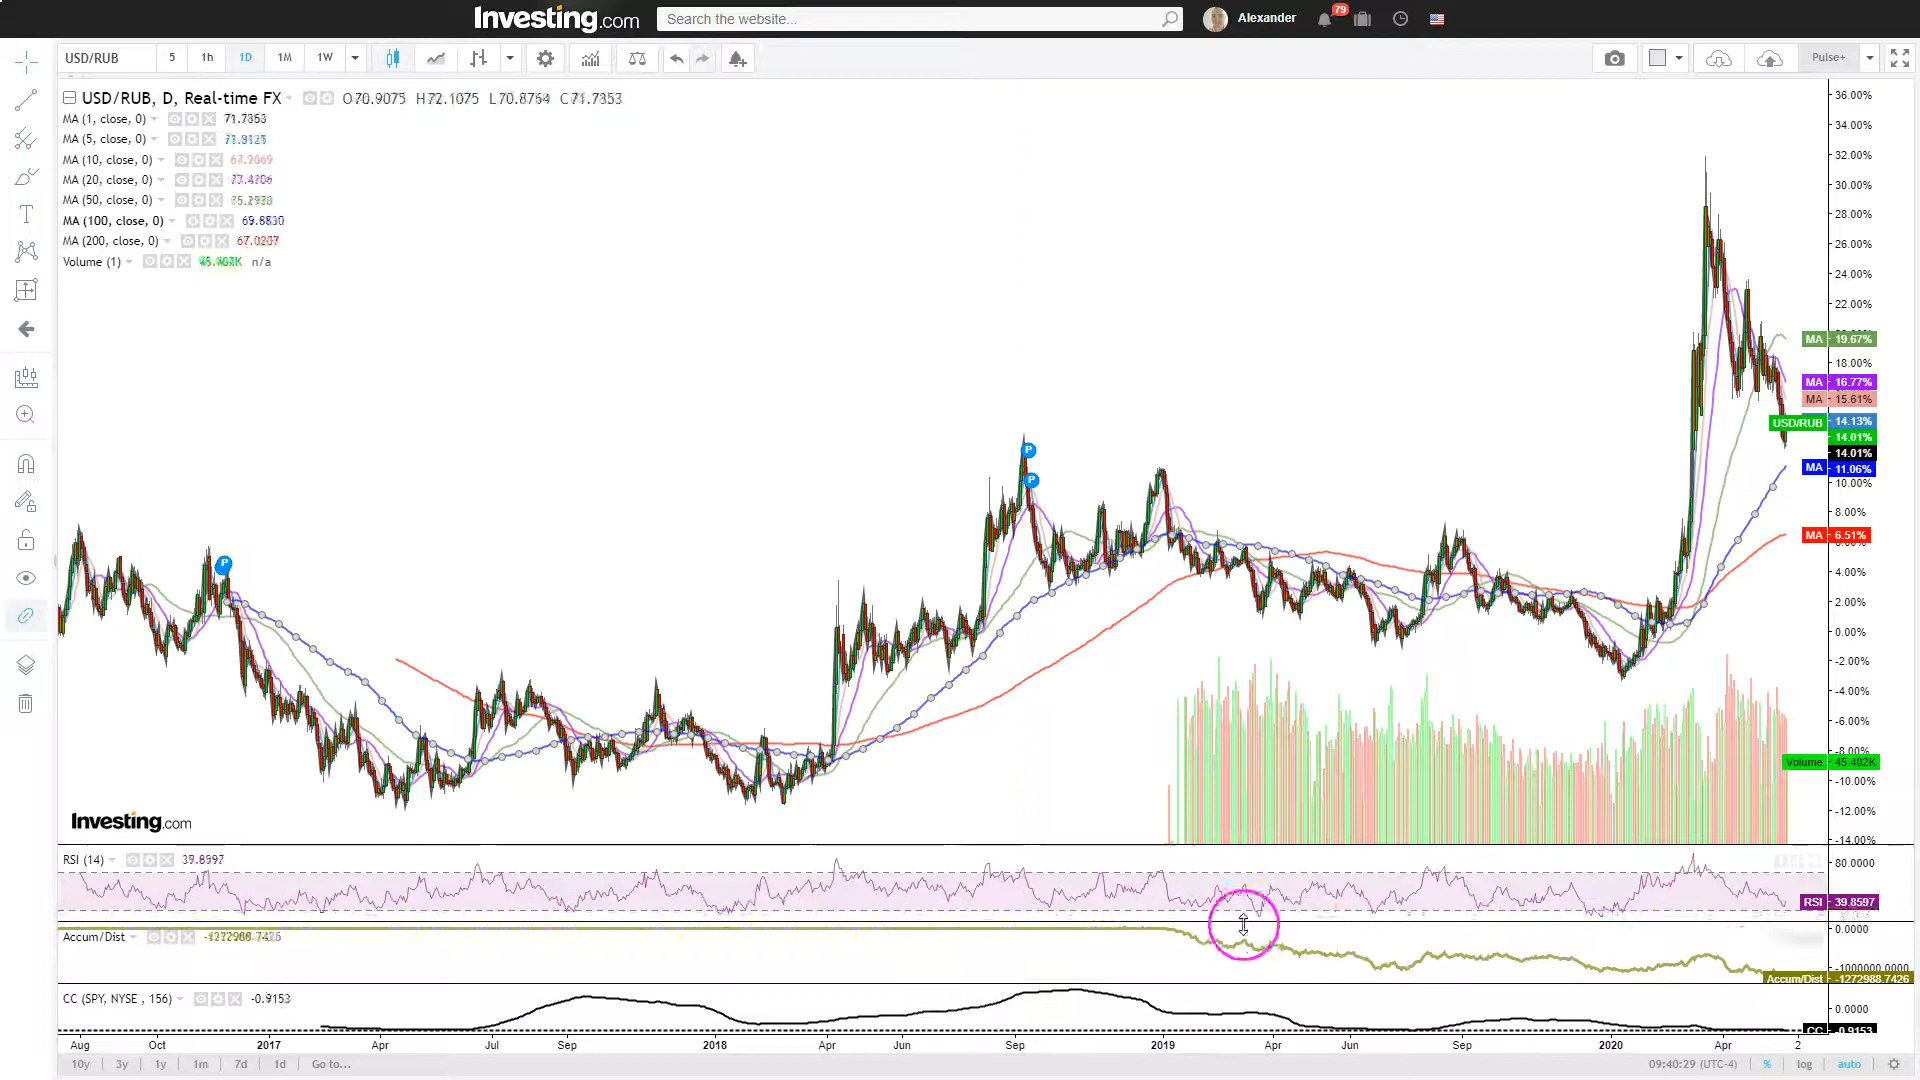 Investing.com
Search the website...
Alexander
79
USD/RUB
5 1h 1D 1M 1W
Pulse+
USD/RUB, D, Real-time FX
O70.9075 H72.1075 L70.8764 C71.7353
MA (1, close, 0) 71.7353
MA (5, close, 0)
MA (10, close, 0)
MA (20, close, 0)
MA (50, close, 0)
MA (100, close, 0)
MA (200, close, 0)
Volume (1) n/a
36.00%
34.00%
32.00%
30.00%
28.00%
26.00%
24.00%
22.00%
MA 19.67%
18.00%
MA 16.77%
MA 15.61%
14.13%
USD/RUB
14.01%
14.01%
MA 11.06%
10.00%
8.00%
MA 6.51%
4.00%
2.00%
0.00%
-2.00%
-4.00%
-6.00%
-8.00%
Volume 45.402K
-10.00%
-12.00%
-14.00%
P
P
P
Investing.com
RSI (14) 39.8597
80.0000
RSI 39.8597
Accum/Dist
0.0000
-1000000.0000
Accum/Dist -1272988.7426
CC (SPY, NYSE , 156) -0.9153
0.0000
CC -0.9153
Aug Oct 2017 Apr Jul Sep 2018 Apr Jun Sep 2019 Apr Jun Sep 2020 Apr 2
10y 3y 1y 1m 7d 1d Go to...
09:40:29 (UTC-4) % log auto